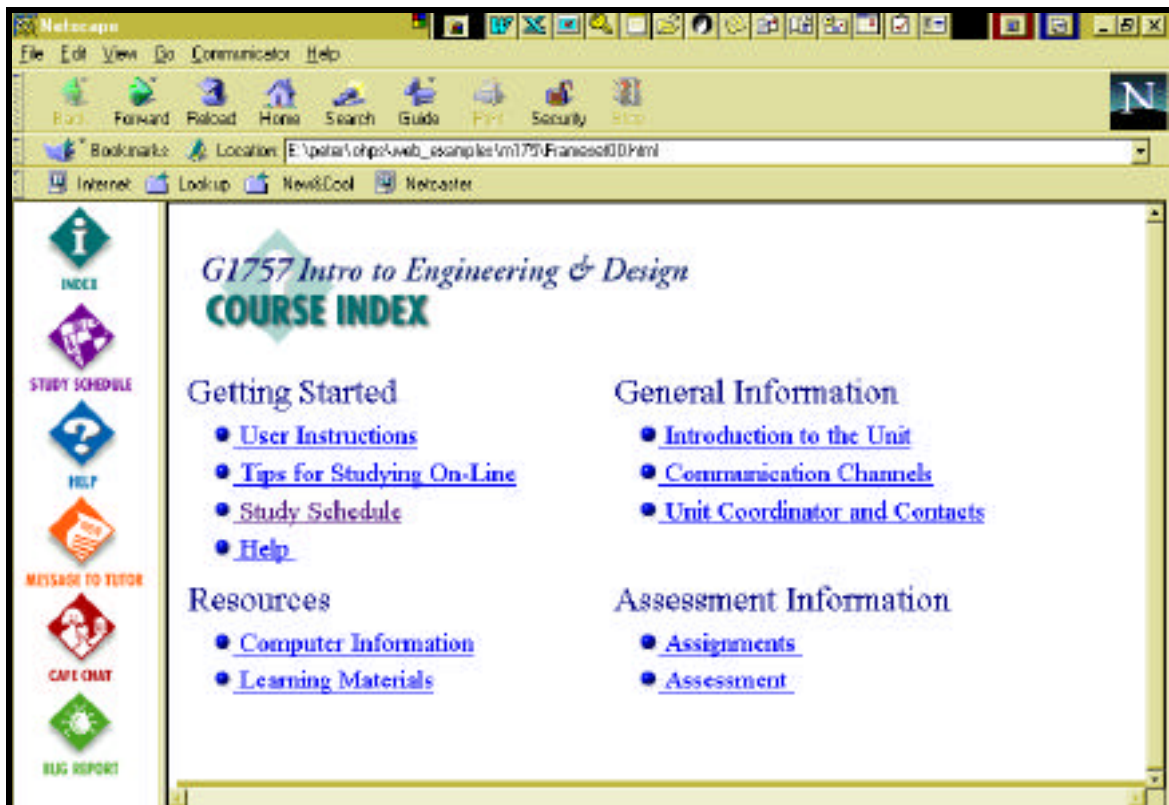 Netscape
File Edit View Go Communicator Help
Back Forward Reload Home Search Guide Print Security Stop
Bookmarks Location: E:\peter\ohps\web_examples\m175\Frameset00.html
Internet Lookup New&Cool Netcaster
INDEX
STUDY SCHEDULE
HELP
MESSAGE TO TUTOR
CAFE CHAT
BUG REPORT
G1757 Intro to Engineering & Design
COURSE INDEX
Getting Started
User Instructions
Tips for Studying On-Line
Study Schedule
Help
General Information
Introduction to the Unit
Communication Channels
Unit Coordinator and Contacts
Resources
Computer Information
Learning Materials
Assessment Information
Assignments
Assessment